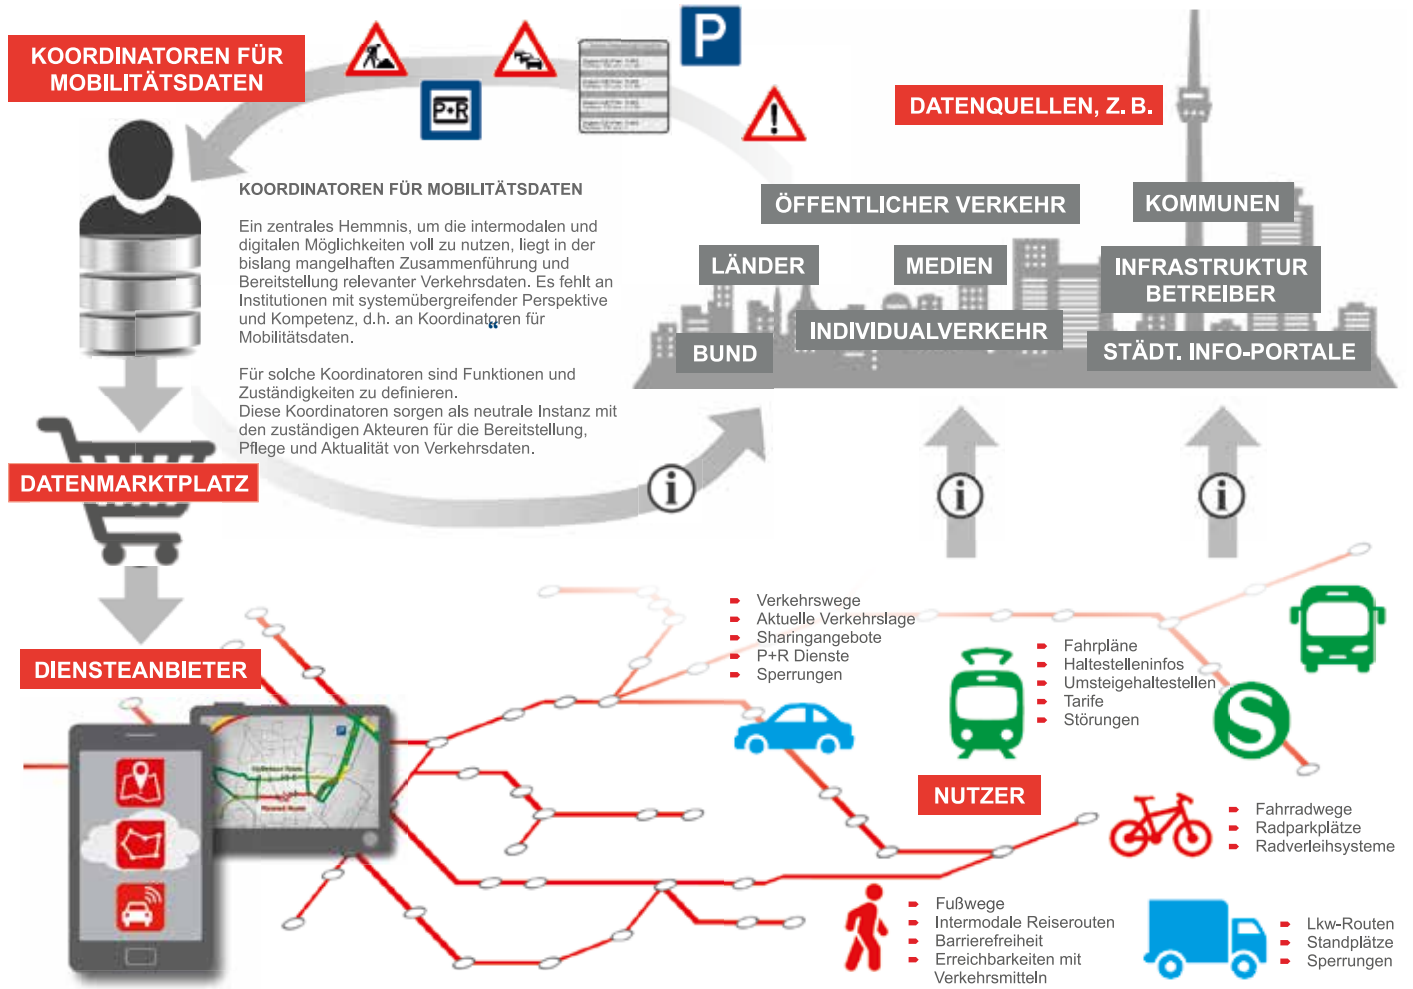 KOORDINATOREN FÜR
MOBILITÄTSDATEN
P+R
P
DATENQUELLEN, Z. B.
KOORDINATOREN FÜR MOBILITÄTSDATEN
Ein zentrales Hemmnis, um die intermodalen und
digitalen Möglichkeiten voll zu nutzen, liegt in der
bislang mangelhaften Zusammenführung und
Bereitstellung relevanter Verkehrsdaten. Es fehlt an
Institutionen mit systemübergreifender Perspektive
und Kompetenz, d.h. an Koordinatoren für
Mobilitätsdaten.
Für solche Koordinatoren sind Funktionen und
Zuständigkeiten zu definieren.
Diese Koordinatoren sorgen als neutrale Instanz mit
den zuständigen Akteuren für die Bereitstellung,
Pflege und Aktualität von Verkehrsdaten.
ÖFFENTLICHER VERKEHR
KOMMUNEN
LÄNDER
MEDIEN
INFRASTRUKTUR
BETREIBER
INDIVIDUALVERKEHR
BUND
STÄDT. INFO-PORTALE
DATENMARKTPLATZ
i
i
i
DIENSTEANBIETER
Verkehrswege
Aktuelle Verkehrslage
Sharingangebote
P+R Dienste
Sperrungen
Fahrpläne
Haltestelleninfos
Umsteigehaltestellen
Tarife
Störungen
S
NUTZER
Fahrradwege
Radparkplätze
Radverleihsysteme
Fußwege
Intermodale Reiserouten
Barrierefreiheit
Erreichbarkeiten mit
Verkehrsmitteln
Lkw-Routen
Standplätze
Sperrungen